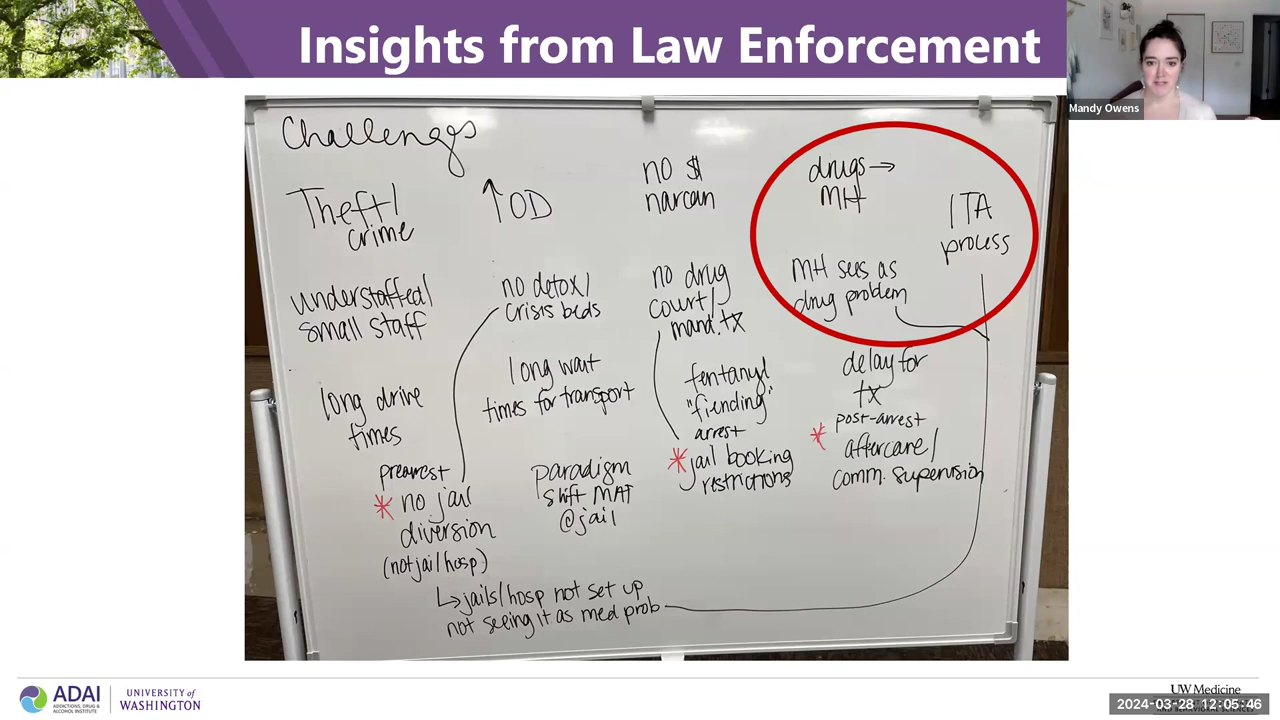 Insights from Law Enforcement
Mandy Owens
Challenges
Theft/
crime
↑OD
no $
narcan
drugs→
MH
ITA
process
understaffed/
small staff
no detox/
crisis beds
no drug
court/
mand. tx
MH sees as
drug problem
long drive
times
long wait
times for transport
fentanyl
"fiending"
arrest
* jail booking
restrictions
delay for
tx
post-arrest
* aftercare/
comm. supervision
prearrest
* no jail
diversion
(not jail/hosp)
paradigm
shift MAT
@jail
↳ jails/hosp not set up
not seeing it as med prob
ADAI
ADDICTIONS, DRUG &
ALCOHOL INSTITUTE
UNIVERSITY of
WASHINGTON
UW Medicine
2024-03-28 12:05:46